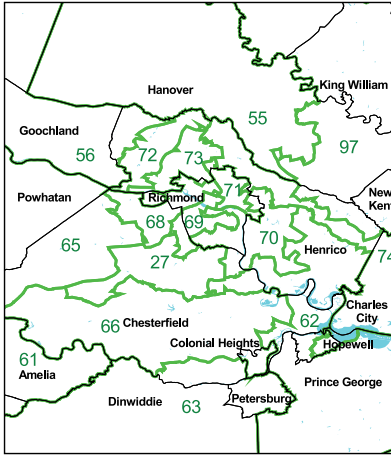 Hanover
King William
55
Goochland
56
72
73
97
Powhatan
Richmond
71
New
Kent
68
69
65
70
Henrico
74
27
Charles
City
66
Chesterfield
62
Colonial Heights
Hopewell
61
Amelia
Prince George
Dinwiddie
63
Petersburg